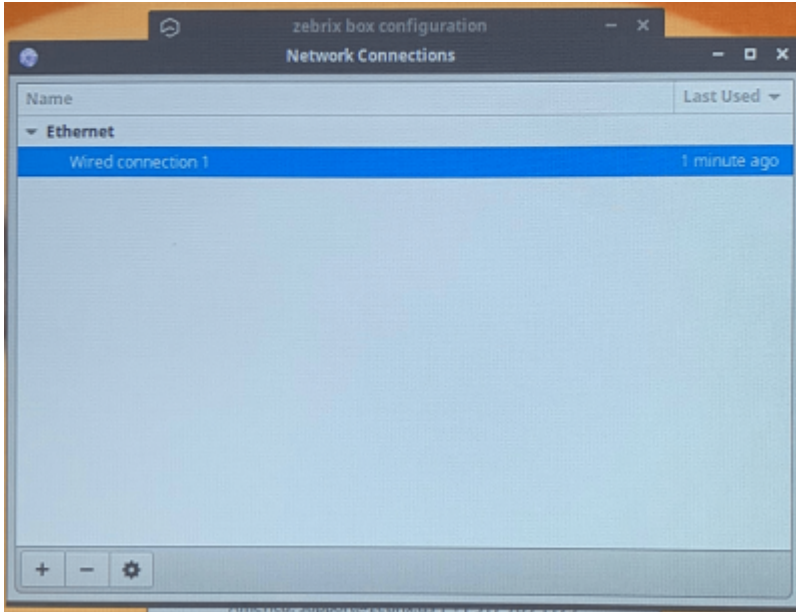 zebrix box configuration
Network Connections
Name Last Used
Ethernet
Wired connection 1 1 minute ago